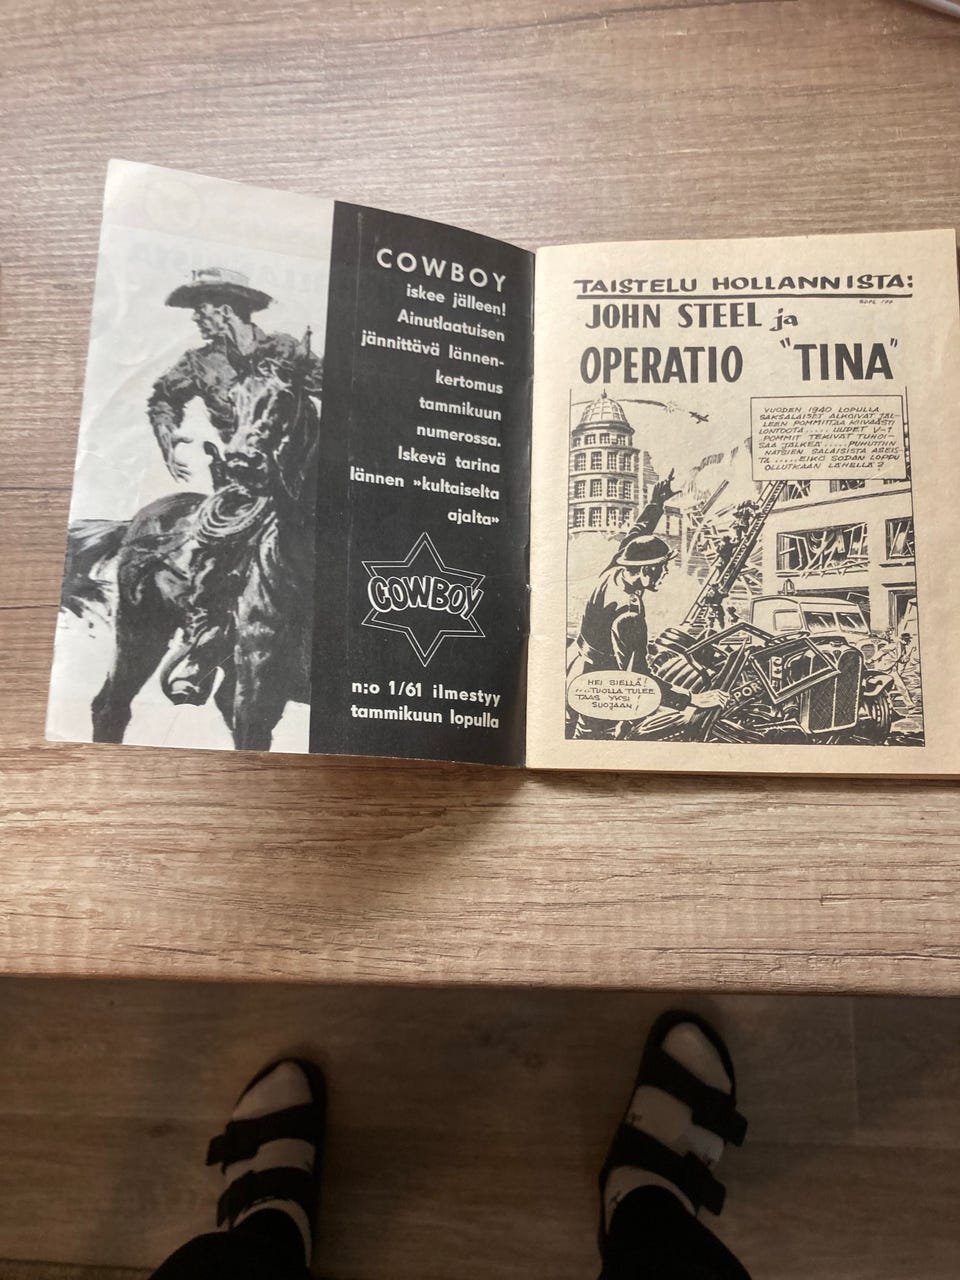 COWBOY
iskee jälleen!
Ainutlaatuisen
jännittävä lännen-
kertomus
tammikuun
numerossa.
Iskevä tarina
lännen »kultaiselta
ajalta»
COWBOY
n:o 1/61 ilmestyy
tammikuun lopulla
TAISTELU HOLLANNISTA:
JOHN STEEL ja
OPERATIO "TINA"
VUODEN 1940 LOPULLA
SAKSALAISET ALKOIVAT JÄL-
LEEN POMMITTAA KIIVAASTI
LONTOOTA..... UUDET V-1
POMMIT TEKIVÄT TUHOI-
SAA JÄLKEÄ.....PUHUTTIIN
NATSIEN SALAISISTA ASEIS-
TA.....EIKÖ SODAN LOPPU
OLLUTKAAN LÄHELLÄ?
HEI SIELLÄ!
....TUOLLA TULEE
TAAS YKSI!
SUOJAAN!